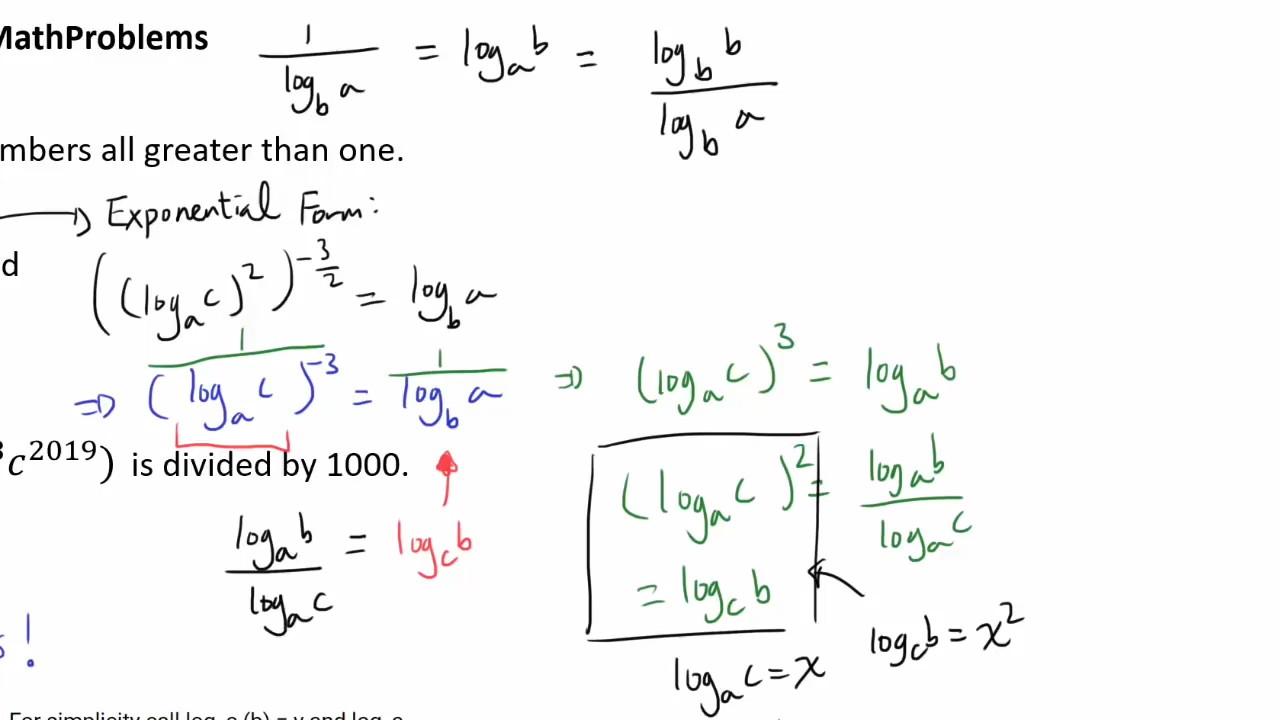 MathProblems
1/(log_b a) = log_a b = (log_b b)/(log_b a)
mbers all greater than one.
→ Exponential Form:
d
((log_a c)^2)^(-3/2) = log_b a
⇒ 1/(log_a c)^-3 = 1/(log_b a) ⇒ (log_a c)^3 = log_a b
³c²⁰¹⁹) is divided by 1000.
(log_a c)^2 = (log_a b)/(log_a c)
(log_a b)/(log_a c) = log_c b
= log_c b
s!
log_c b = x^2
log_a c = x